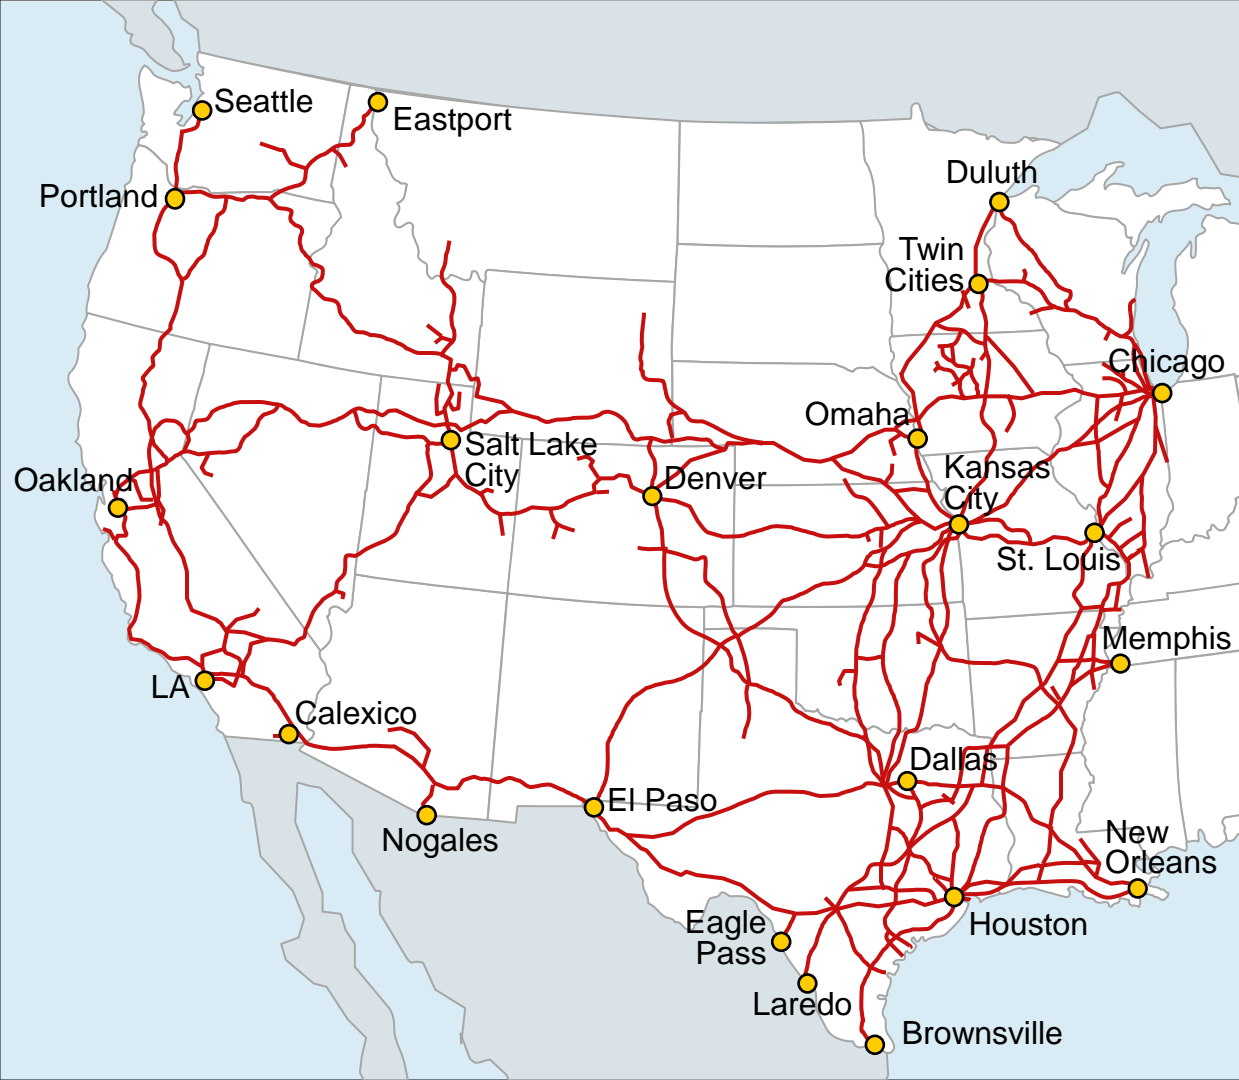 Seattle
Eastport
Portland
Duluth
Twin
Cities
Chicago
Omaha
Salt Lake
City
Kansas
City
Oakland
Denver
St. Louis
Memphis
LA
Calexico
Dallas
El Paso
Nogales
New
Orleans
Eagle
Pass
Houston
Laredo
Brownsville